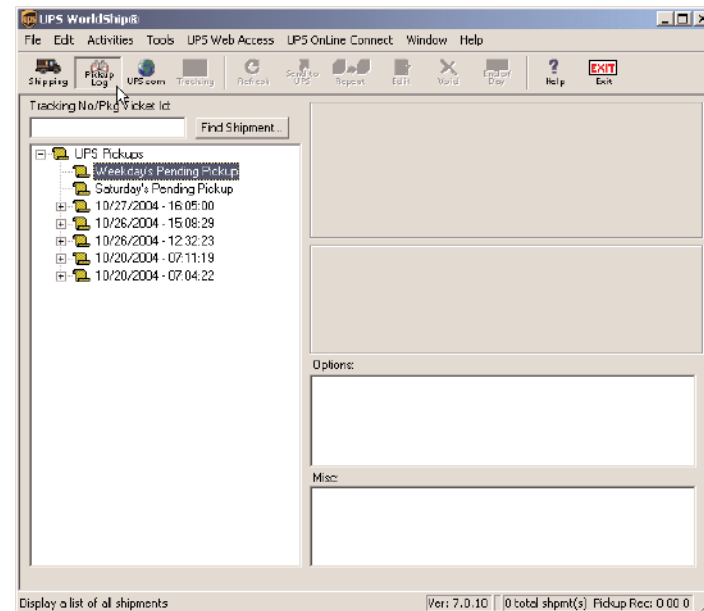 UPS WorldShip®
File Edit Activities Tools UPS Web Access UPS OnLine Connect Window Help
Shipping Pickup Log UPS.com Tracking Refresh Send to UPS Repeat Edit Void End of Day Help EXIT Exit
Tracking No/Pkg Ticket Id:
Find Shipment...
UPS Pickups
Weekday's Pending Pickup
Saturday's Pending Pickup
10/27/2004 - 16:05:00
10/26/2004 - 15:08:29
10/26/2004 - 12:32:23
10/20/2004 - 07:11:19
10/20/2004 - 07:04:22
Options:
Misc:
Display a list of all shipments Ver: 7.0.10 0 total shpmt(s) Pickup Rec: 0 00 0